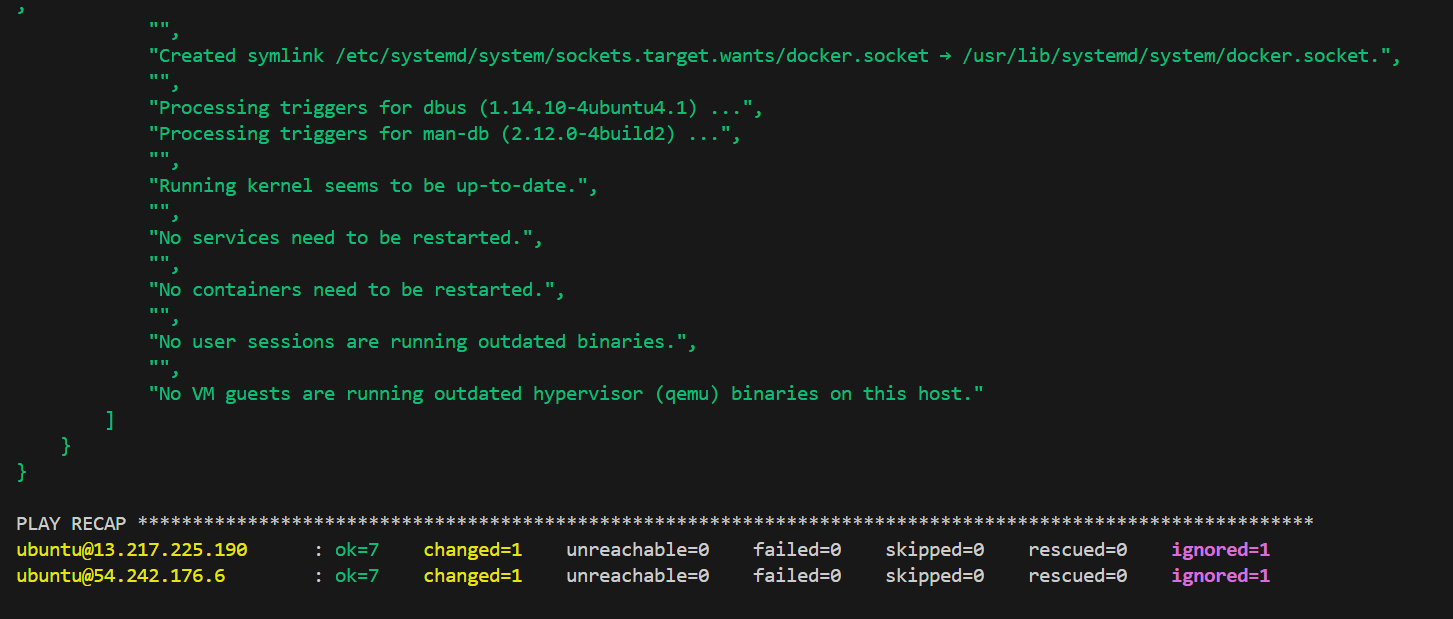 ,
"",
"Created symlink /etc/systemd/system/sockets.target.wants/docker.socket → /usr/lib/systemd/system/docker.socket.",
"",
"Processing triggers for dbus (1.14.10-4ubuntu4.1) ...",
"Processing triggers for man-db (2.12.0-4build2) ...",
"",
"Running kernel seems to be up-to-date.",
"",
"No services need to be restarted.",
"",
"No containers need to be restarted.",
"",
"No user sessions are running outdated binaries.",
"",
"No VM guests are running outdated hypervisor (qemu) binaries on this host."
]
}
}
PLAY RECAP ***********************************************************************************************************
ubuntu@13.217.225.190 : ok=7 changed=1 unreachable=0 failed=0 skipped=0 rescued=0 ignored=1
ubuntu@54.242.176.6 : ok=7 changed=1 unreachable=0 failed=0 skipped=0 rescued=0 ignored=1